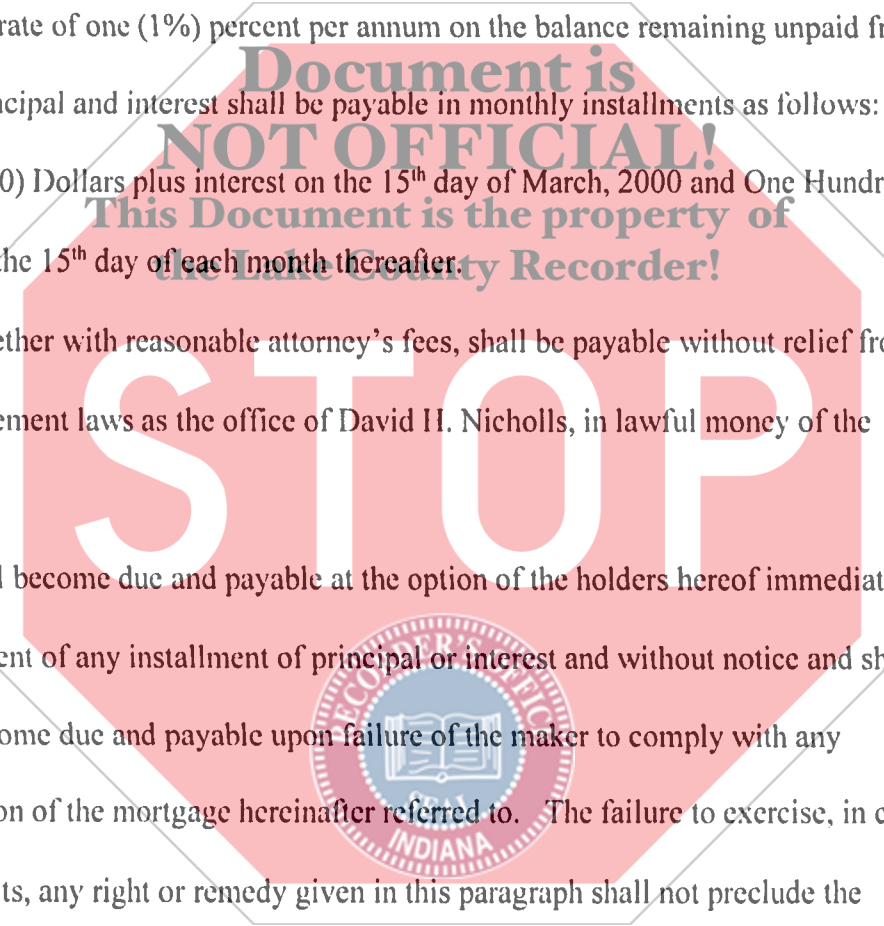 rate of one (1%) percent per annum on the balance remaining unpaid fr
Document is
ncipal and interest shall be payable in monthly installments as follows:
NOT OFFICIAL!
0) Dollars plus interest on the 15th day of March, 2000 and One Hundr
This Document is the property of
the 15th day of each month thereafter.
the Lake County Recorder!
ether with reasonable attorney's fees, shall be payable without relief fro
STOP
ement laws as the office of David H. Nicholls, in lawful money of the
l become due and payable at the option of the holders hereof immediat
ent of any installment of principal or interest and without notice and sh
RECORDER'S OFFICE
ome due and payable upon failure of the maker to comply with any
on of the mortgage hereinafter referred to. The failure to exercise, in c
SEAL
INDIANA
ts, any right or remedy given in this paragraph shall not preclude the